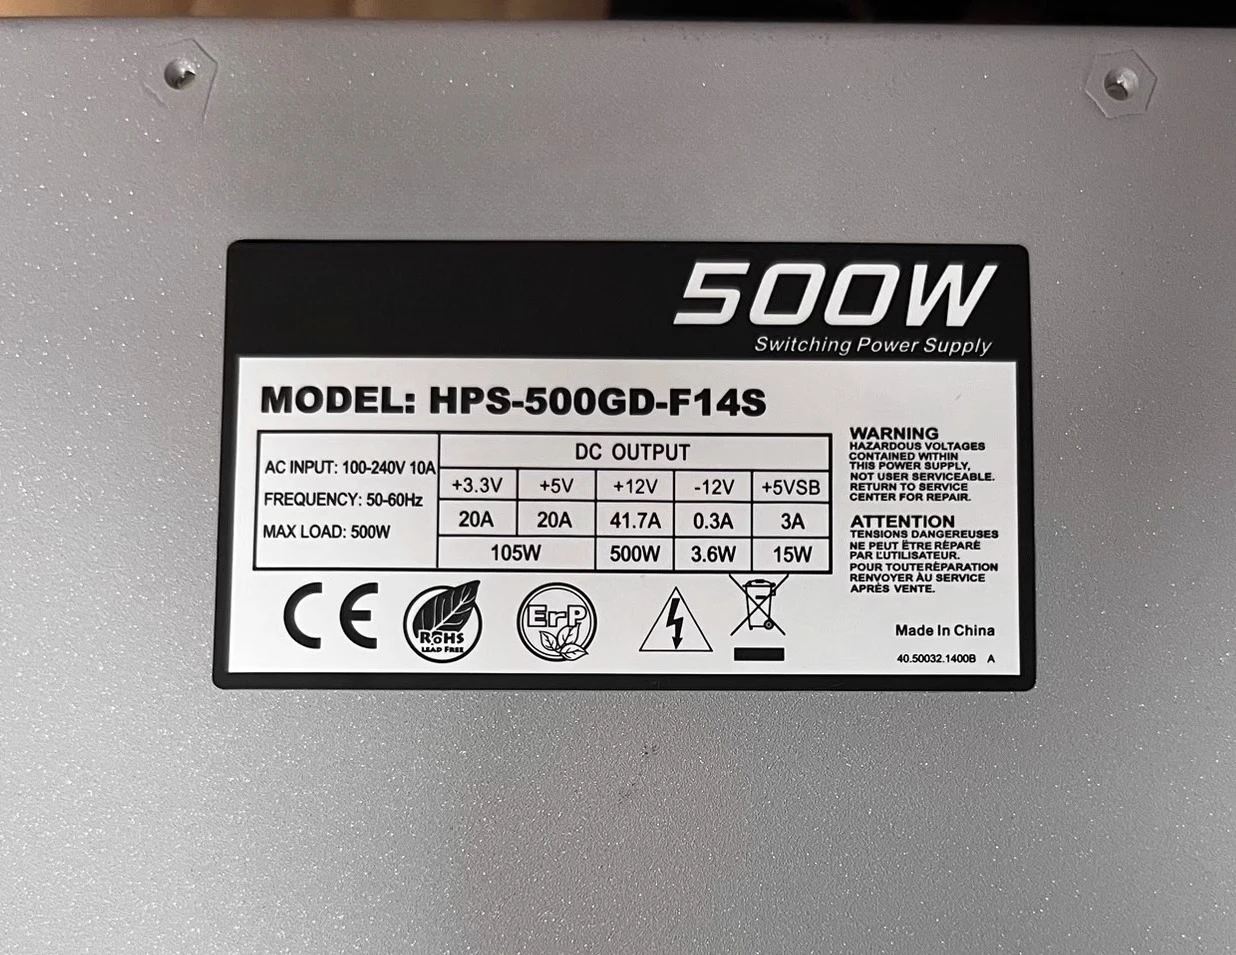 500W
Switching Power Supply
MODEL: HPS-500GD-F14S
AC INPUT: 100-240V 10A
FREQUENCY: 50-60Hz
MAX LOAD: 500W
DC OUTPUT
+3.3V +5V +12V -12V +5VSB
20A 20A 41.7A 0.3A 3A
105W 500W 3.6W 15W
WARNING
HAZARDOUS VOLTAGES
CONTAINED WITHIN
THIS POWER SUPPLY,
NOT USER SERVICEABLE.
RETURN TO SERVICE
CENTER FOR REPAIR.
ATTENTION
TENSIONS DANGEREUSES
NE PEUT ËTRE RÉPARÉ
PAR L'UTILISATEUR.
POUR TOUTE RÉPARATION
RENVOYER ÀU SERVICE
APRÈS VENTE.
CE
RoHS
LEAD FREE
ErP
Made In China
40.50032.1400B A